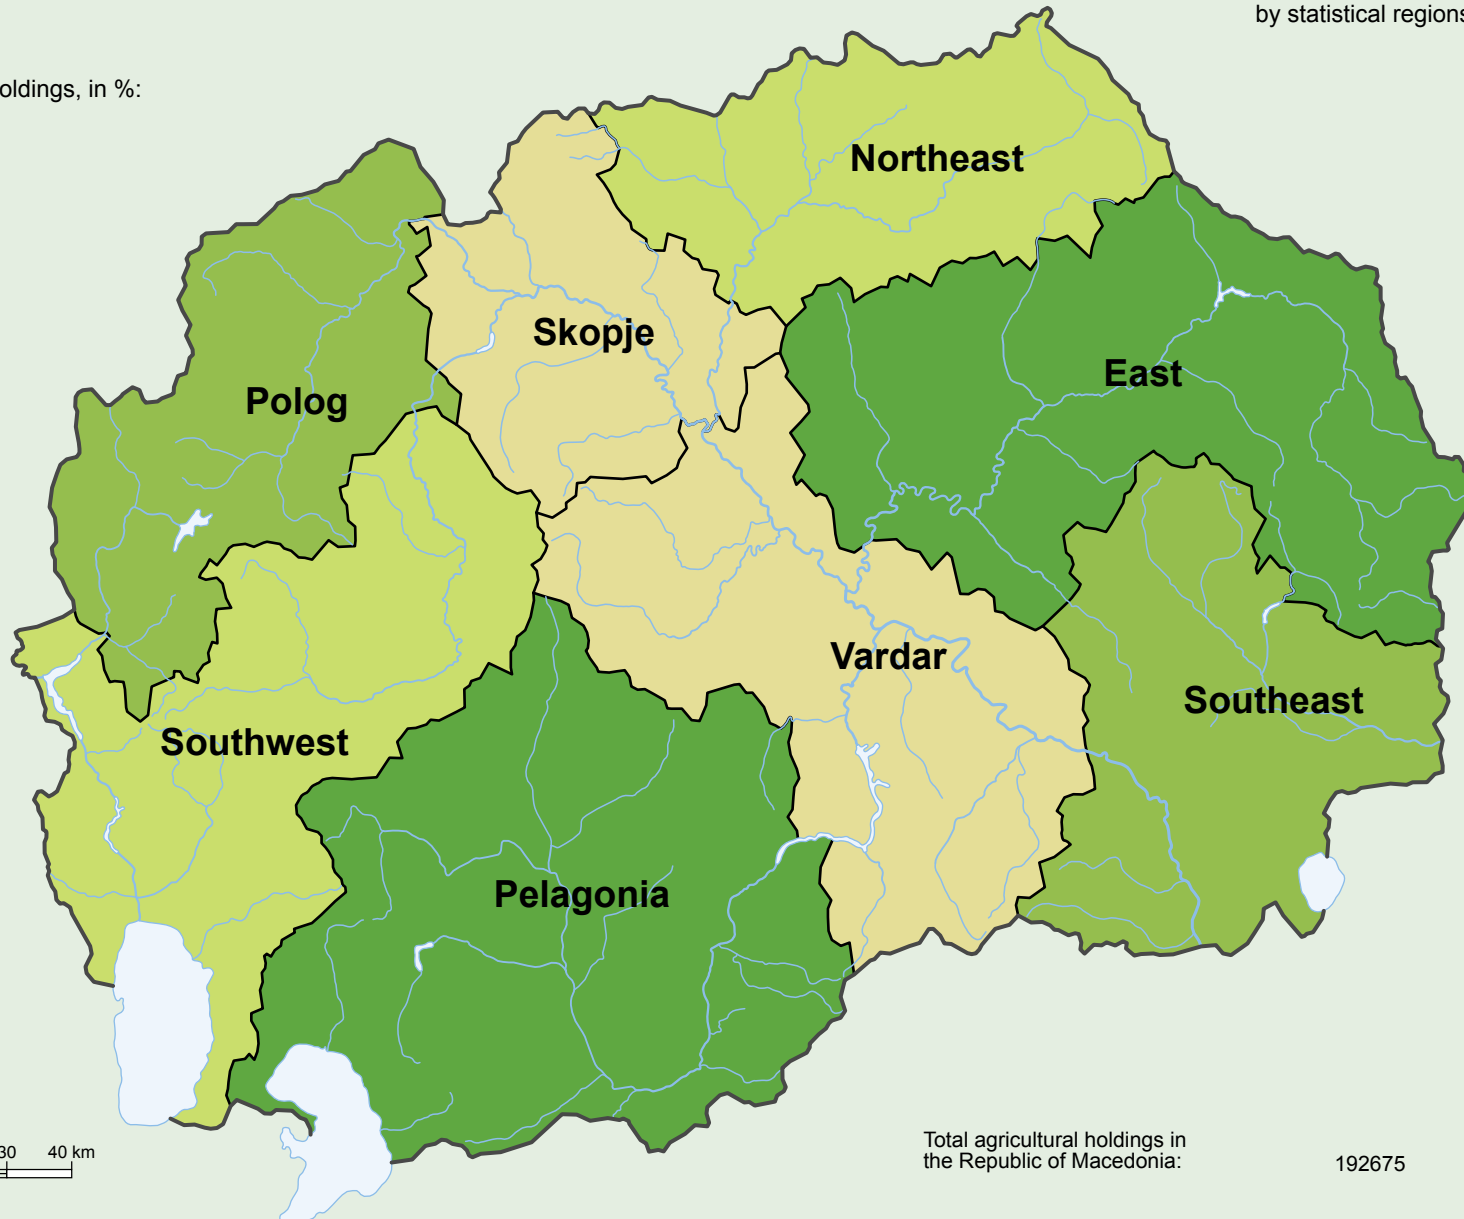 by statistical regions
oldings, in %:
Northeast
Skopje
East
Polog
Vardar
Southeast
Southwest
Pelagonia
30 40 km
Total agricultural holdings in
the Republic of Macedonia: 192675